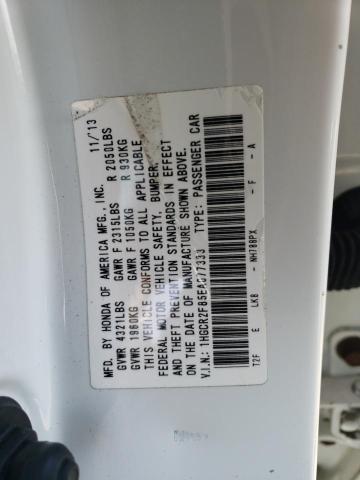 MFD. BY HONDA OF AMERICA MFG., INC. 11/13
GVWR 4321LBS GAWR F 2315LBS R 2050LBS
GVWR 1960KG GAWR F 1050KG R 930KG
THIS VEHICLE CONFORMS TO ALL APPLICABLE
FEDERAL MOTOR VEHICLE SAFETY, BUMPER,
AND THEFT PREVENTION STANDARDS IN EFFECT
ON THE DATE OF MANUFACTURE SHOWN ABOVE.
V.I.N.: TYPE: PASSENGER CAR
T2F E LKB - NH788PX - F - A